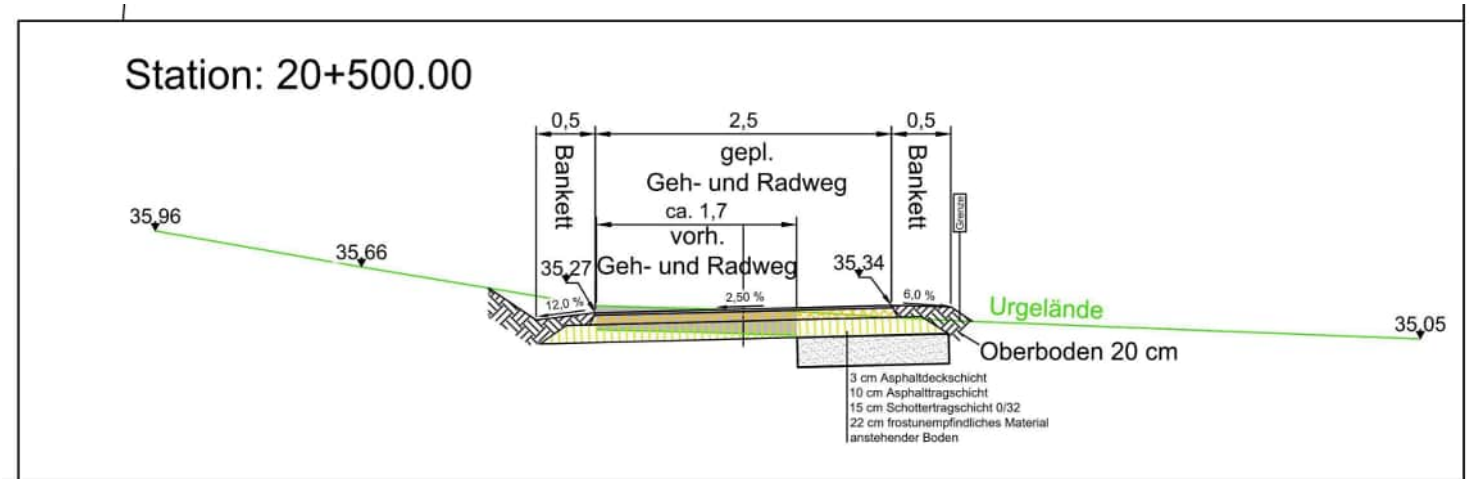 Station: 20+500.00
0,5
2,5
0,5
Bankett
gepl.
Geh- und Radweg
Bankett
ca. 1,7
vorh.
Geh- und Radweg
Grenze
35,96
35,66
35,27
35,34
12,0 %
2,50 %
6,0 %
Urgelände
35,05
Oberboden 20 cm
3 cm Asphaltdeckschicht
10 cm Asphalttragschicht
15 cm Schottertragschicht 0/32
22 cm frostunempfindliches Material
anstehender Boden